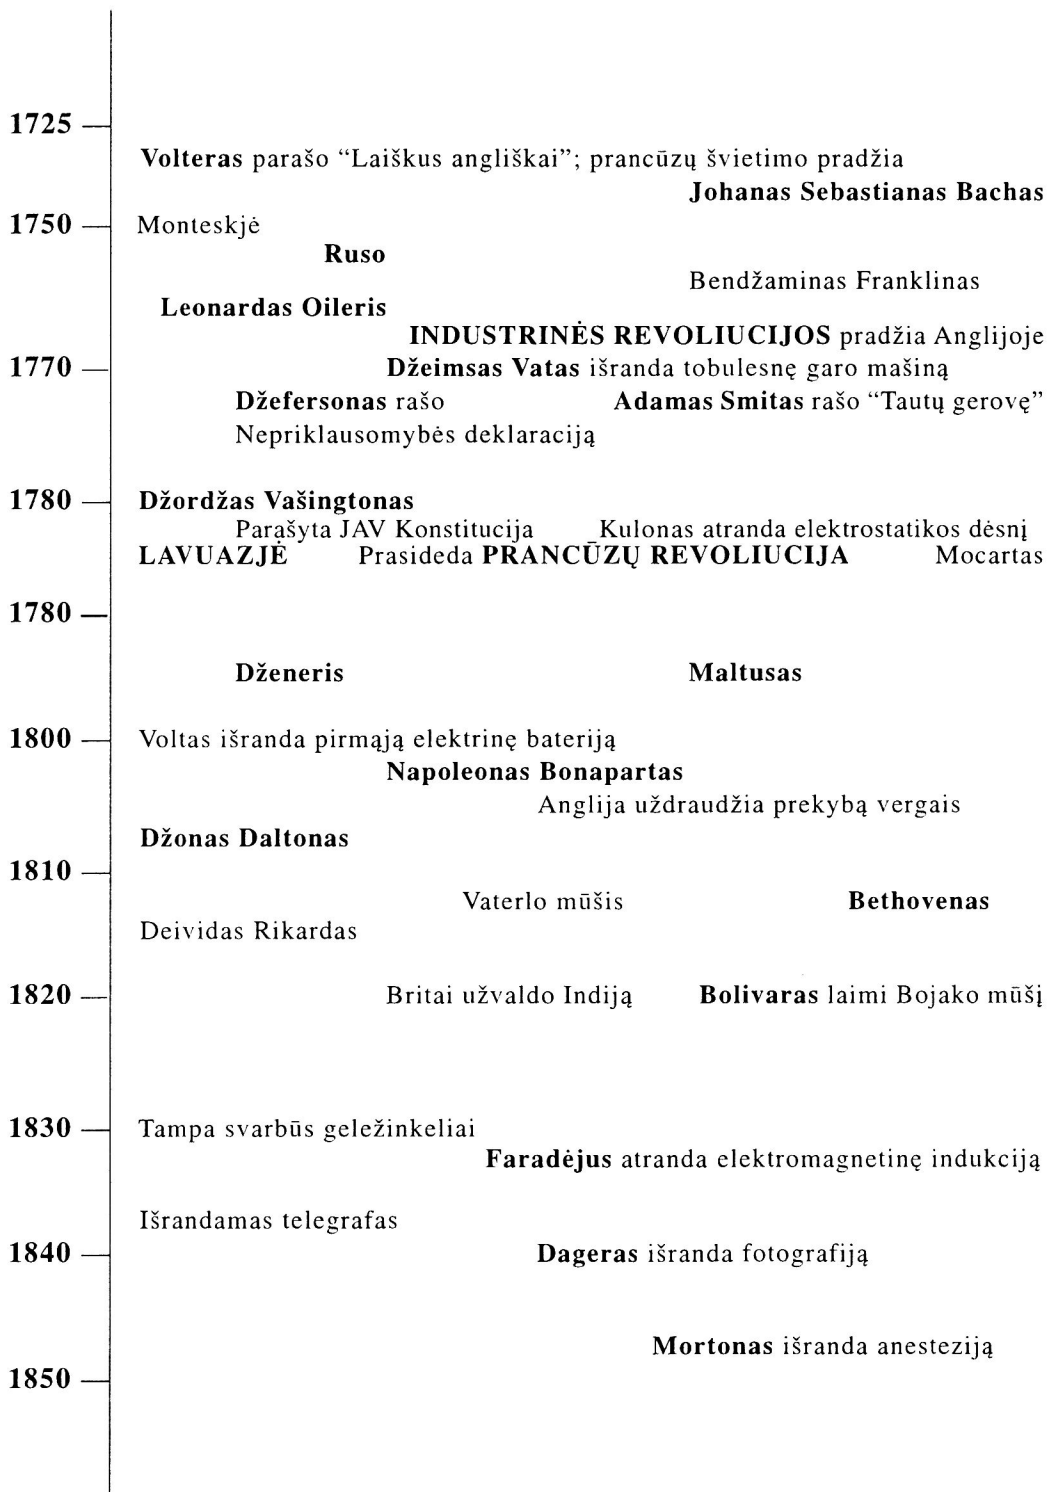 1725
Volteras parašo “Laiškus angliškai”; prancūzų švietimo pradžia
Johanas Sebastianas Bachas
1750 Monteskjė
Ruso
Bendžaminas Franklinas
Leonardas Oileris
INDUSTRINĖS REVOLIUCIJOS pradžia Anglijoje
1770 Džeimsas Vatas išranda tobulesnę garo mašiną
Džefersonas rašo Adamas Smitas rašo “Tautų gerovę”
Nepriklausomybės deklaraciją
1780 Džordžas Vašingtonas
Parašyta JAV Konstitucija Kulonas atranda elektrostatikos dėsnį
LAVUAZJĖ Prasideda PRANCŪZŲ REVOLIUCIJA Mocartas
1780
Dženeris Maltusas
1800 Voltas išranda pirmąją elektrinę bateriją
Napoleonas Bonapartas
Anglija uždraudžia prekybą vergais
Džonas Daltonas
1810
Vaterlo mūšis Bethovenas
Deividas Rikardas
1820 Britai užvaldo Indiją Bolivaras laimi Bojako mūšį
1830 Tampa svarbūs geležinkeliai
Faradėjus atranda elektromagnetinę indukciją
Išrandamas telegrafas
1840 Dageras išranda fotografiją
Mortonas išranda anesteziją
1850